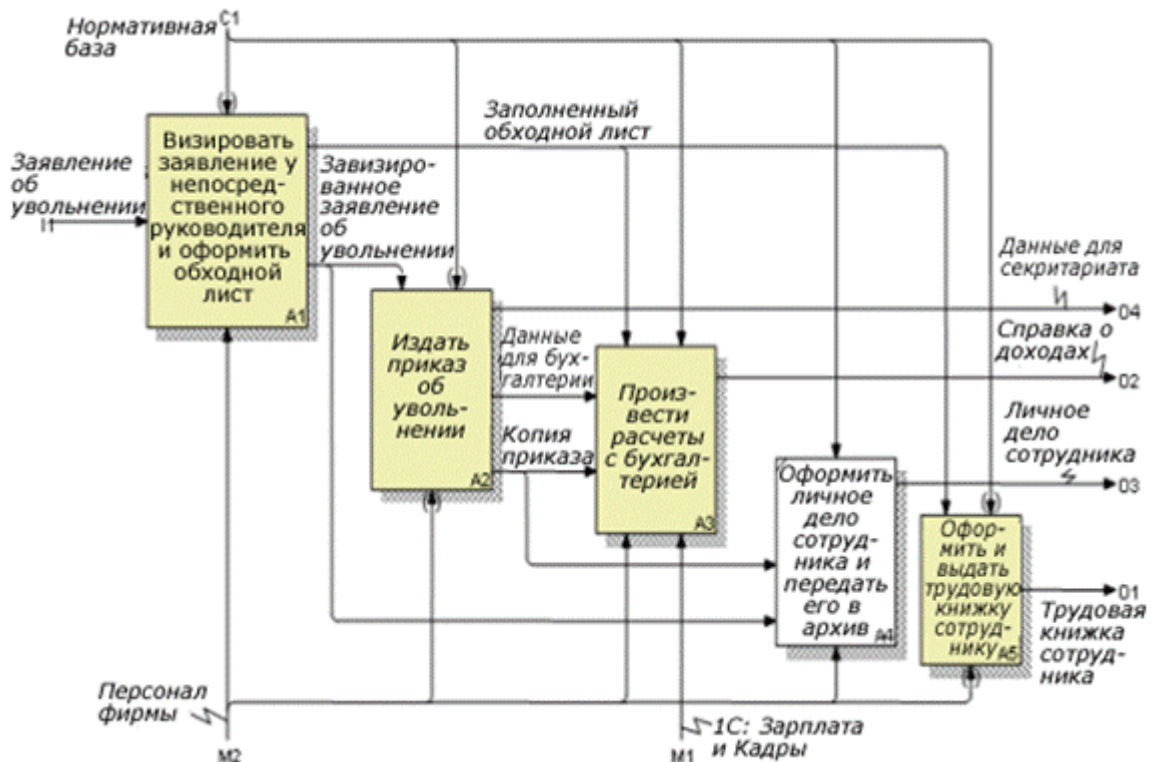 Нормативная
база
C1
Заявление
об
увольнении
I1
Визировать
заявление у
непосред-
ственного
руководителя
и оформить
обходной
лист
A1
Заполненный
обходной лист
Завизиро-
ванное
заявление
об
увольнении
Издать
приказ
об
уволь-
нении
A2
Данные
для бух-
галтерии
Копия
приказа
Произ-
вести
расчеты
с бухгал-
терией
A3
Оформить
личное
дело
сотруд-
ника и
передать
его в
архив
A4
Офор-
мить и
выдать
трудовую
книжку
сотруд-
нику
A5
Данные для
секритариата
O4
Справка о
доходах
O2
Личное
дело
сотрудника
O3
O1
Трудовая
книжка
сотруд-
ника
Персонал
фирмы
M2
1С: Зарплата
и Кадры
M1